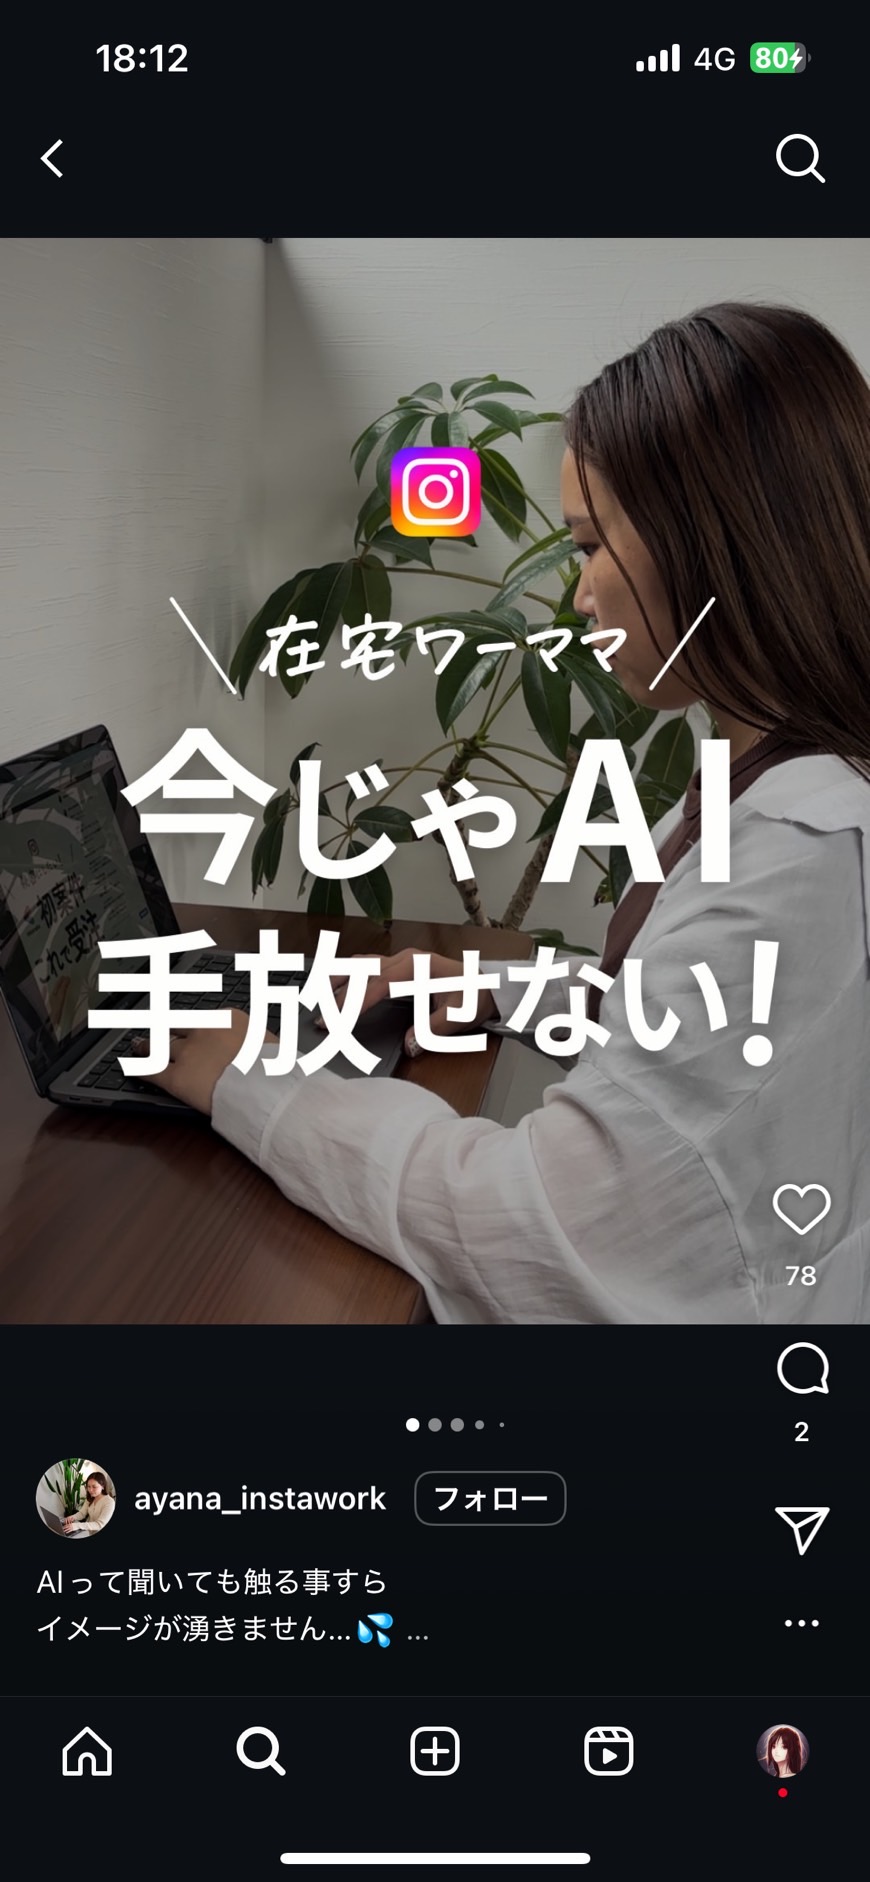 18:12
4G
80
在宅ワーママ
今じゃAI
手放せない!
初案件
これで受注
78
2
ayana_instawork
フォロー
AIって聞いても触る事すら
イメージが湧きません...💦 ...